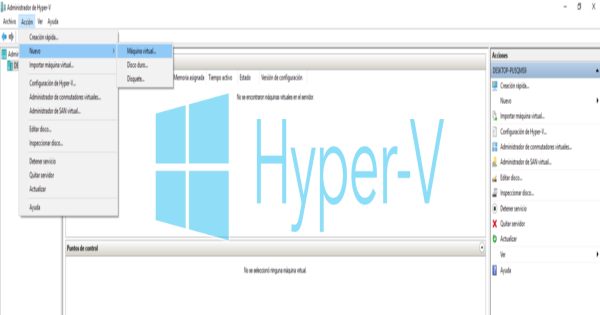 Administrador de Hyper-V
Archivo Acción Ver Ayuda
Creación rápida...
Nuevo
Importar máquina virtual...
Configuración de Hyper-V...
Administrador de conmutadores virtuales...
Administrador de SAN virtual...
Editar disco...
Inspeccionar disco...
Detener servicio
Quitar servidor
Actualizar
Ayuda
Máquina virtual...
Disco duro...
Disquete...
Memoria asignada Tiempo activo Estado Versión de configuración
No se encontraron máquinas virtuales en el servidor.
Hyper-V
Puntos de control
No se seleccionó ninguna máquina virtual.
Acciones
Creación rápida...
Nuevo
Importar máquina virtual...
Configuración de Hyper-V...
Administrador de conmutadores virtuales...
Administrador de SAN virtual...
Editar disco...
Inspeccionar disco...
Detener servicio
Quitar servidor
Actualizar
Ver
Ayuda